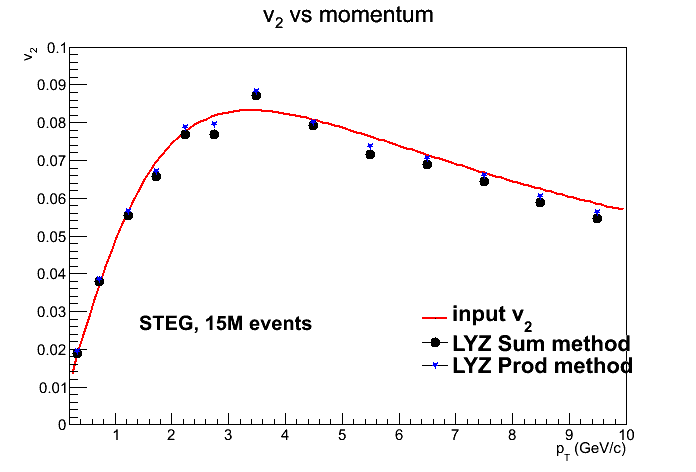 v2 vs momentum
v2
0.1
0.09
0.08
0.07
0.06
0.05
0.04
0.03
0.02
0.01
0
STEG, 15M events
input v2
LYZ Sum method
LYZ Prod method
1 2 3 4 5 6 7 8 9 10
pT (GeV/c)